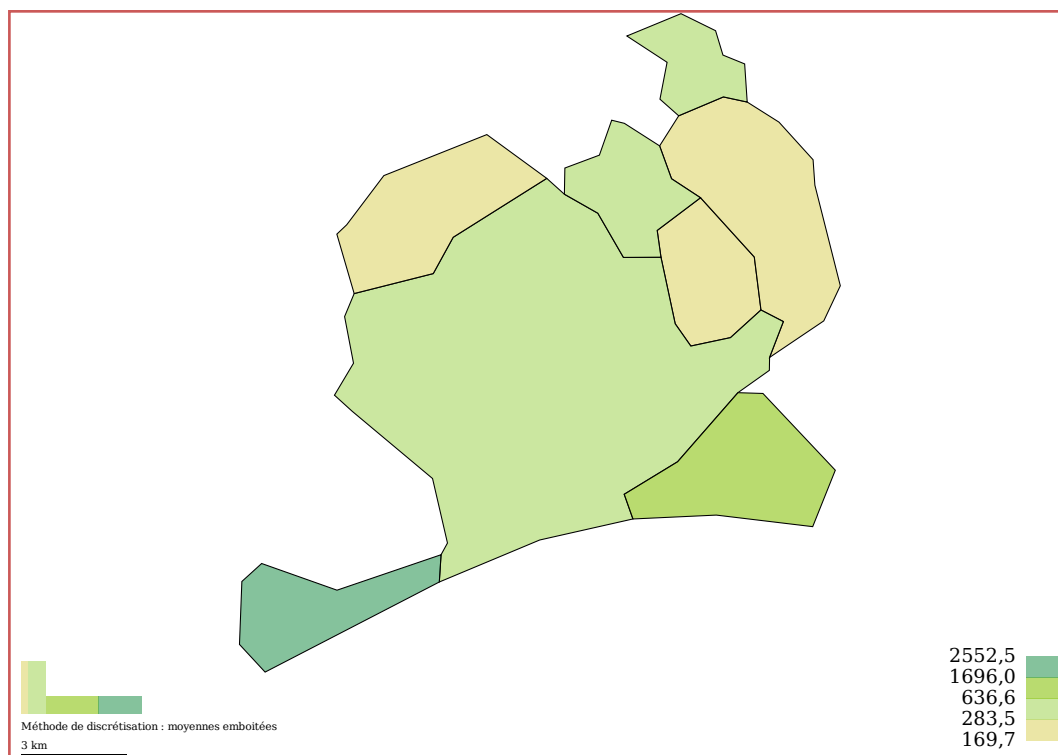 2552,5
1696,0
636,6
283,5
169,7
Méthode de discrétisation : moyennes emboitées
3 km